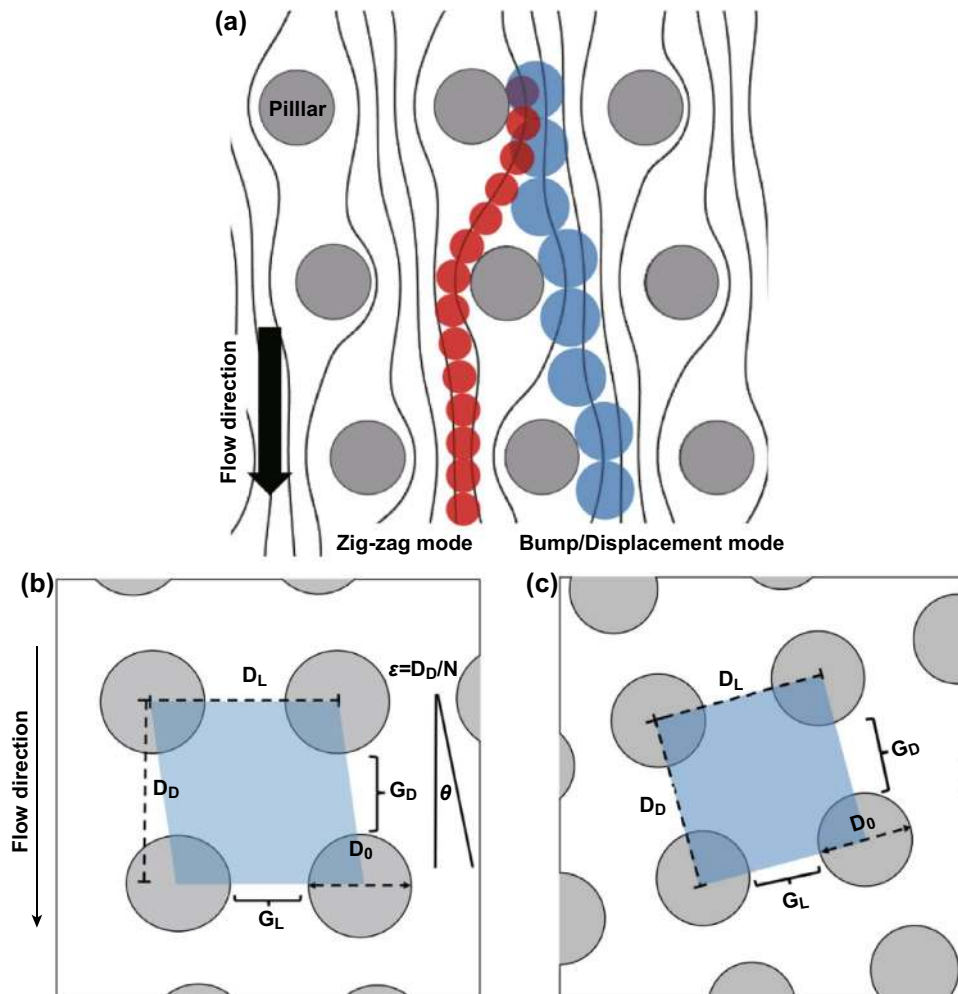 (a)
Pilllar
Flow direction
Zig-zag mode
Bump/Displacement mode
(b)
Flow direction
D_L
ε=D_D/N
D_D
G_D
θ
D_0
G_L
(c)
D_L
G_D
D_D
D_0
G_L